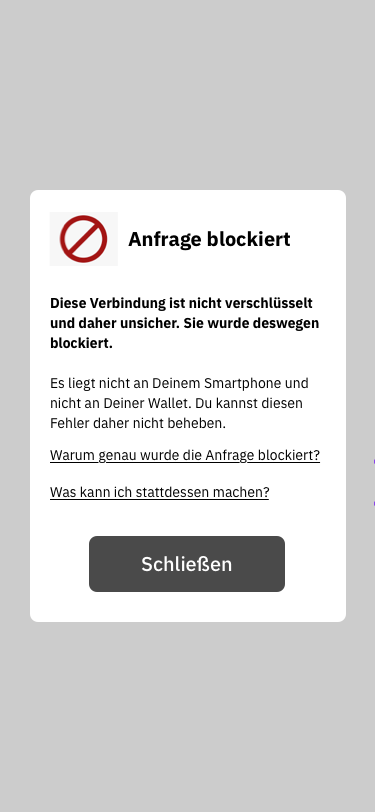 Anfrage blockiert
Diese Verbindung ist nicht verschlüsselt
und daher unsicher. Sie wurde deswegen
blockiert.
Es liegt nicht an Deinem Smartphone und
nicht an Deiner Wallet. Du kannst diesen
Fehler daher nicht beheben.
Warum genau wurde die Anfrage blockiert?
Was kann ich stattdessen machen?
Schließen